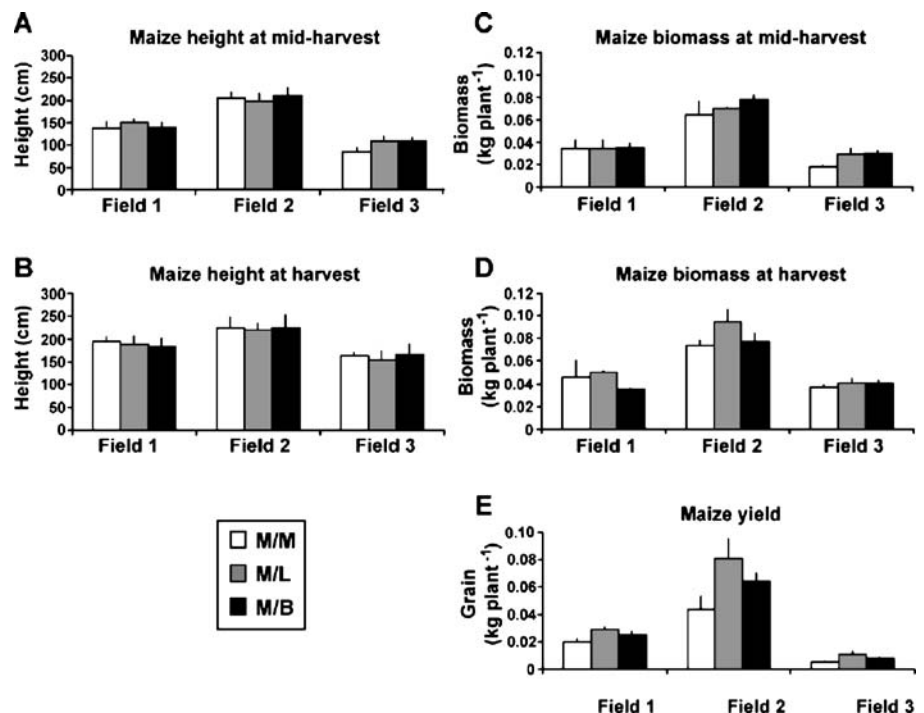 A
Maize height at mid-harvest
Height (cm)
300
250
200
150
100
50
0
Field 1 Field 2 Field 3
B
Maize height at harvest
Height (cm)
300
250
200
150
100
50
0
Field 1 Field 2 Field 3
M/M
M/L
M/B
C
Maize biomass at mid-harvest
Biomass
(kg plant⁻¹)
0.12
0.10
0.08
0.06
0.04
0.02
0
Field 1 Field 2 Field 3
D
Maize biomass at harvest
Biomass
(kg plant⁻¹)
0.12
0.10
0.08
0.06
0.04
0.02
0
Field 1 Field 2 Field 3
E
Maize yield
Grain
(kg plant⁻¹)
0.10
0.08
0.06
0.04
0.02
0
Field 1 Field 2 Field 3